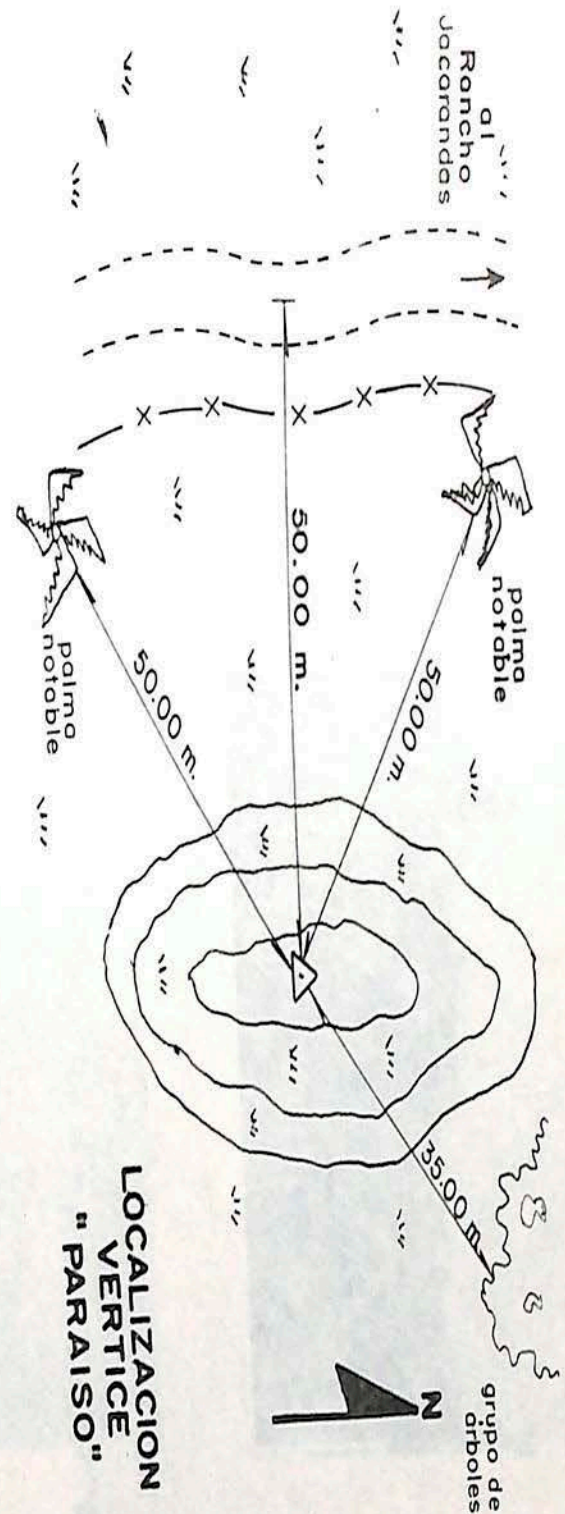 al
Rancho
Jacarandas
palma
notable
50.00 m.
50.00 m.
palma
notable
50.00 m.
35.00 m.
grupo de
árboles
N
LOCALIZACION
VERTICE
"PARAISO"